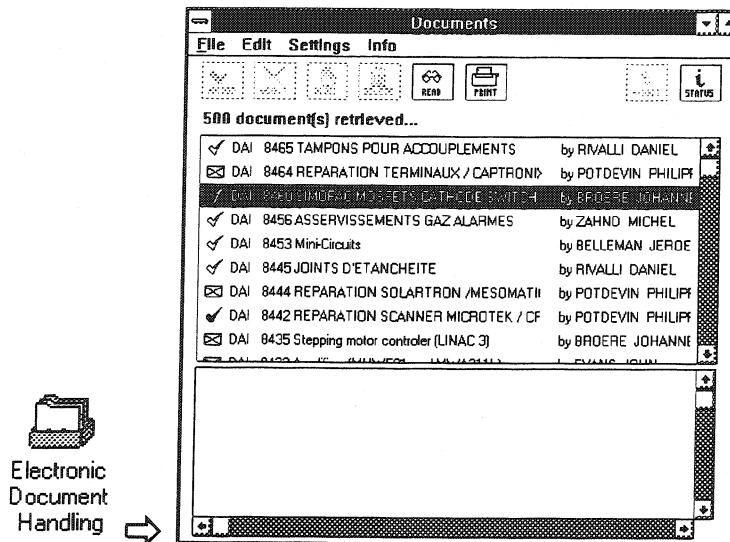 Documents
File Edit Settings Info
READ PRINT STATUS
500 document(s) retrieved...
DAI 8465 TAMPONS POUR ACCOUPLEMENTS by RIVALLI DANIEL
DAI 8464 REPARATION TERMINAUX / CAPTRONI by POTDEVIN PHILIPF
DAI MOSFETS CATHODE SWITCH by BROERE JOHANNE
DAI 8456 ASSERVISSEMENTS GAZ ALARMES by ZAHND MICHEL
DAI 8453 Mini-Circuits by BELLEMAN JEROE
DAI 8445 JOINTS D'ETANCHEITE by RIVALLI DANIEL
DAI 8444 REPARATION SOLARTRON /MESOMATI by POTDEVIN PHILIPF
DAI 8442 REPARATION SCANNER MICROTEK / CF by POTDEVIN PHILIPF
DAI 8435 Stepping motor controler (LINAC 3) by BROERE JOHANNE
Electronic
Document
Handling